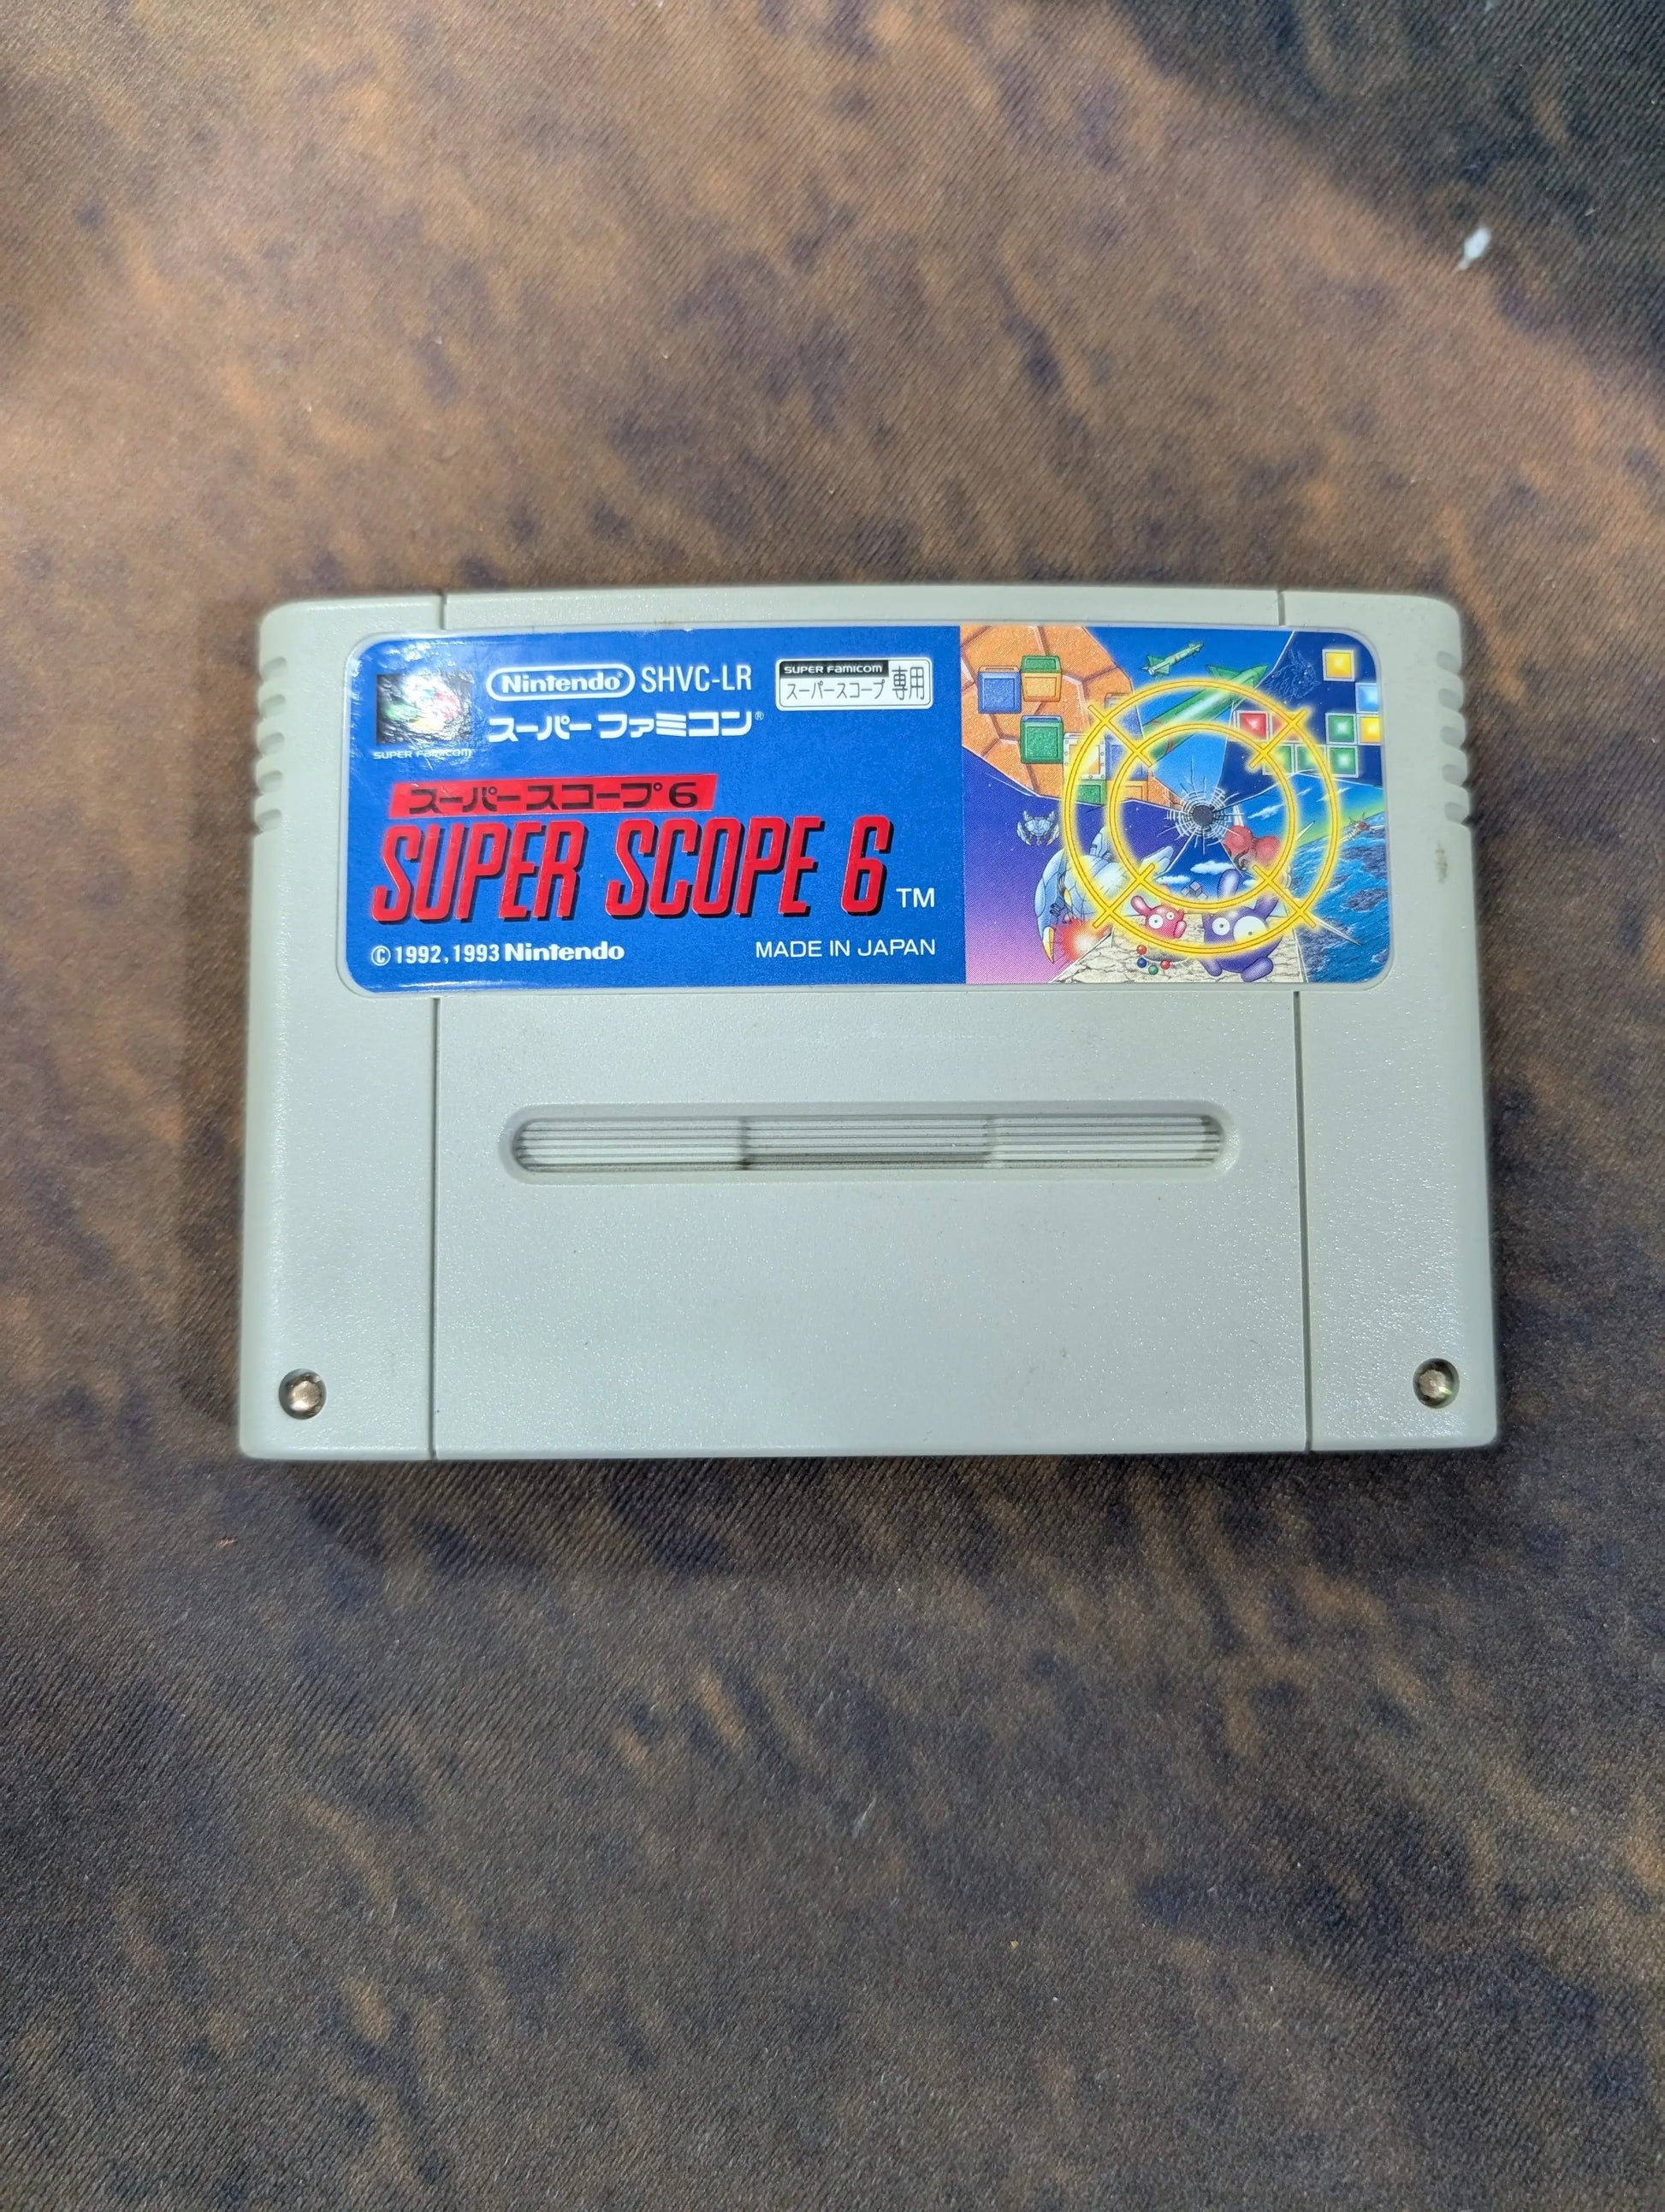 Nintendo® SHVC-LR
SUPER FAMICOM
スーパースコープ専用
スーパーファミコン®
SUPER FAMICOM
スーパースコープ6
SUPER SCOPE 6 TM
©1992,1993 Nintendo
MADE IN JAPAN